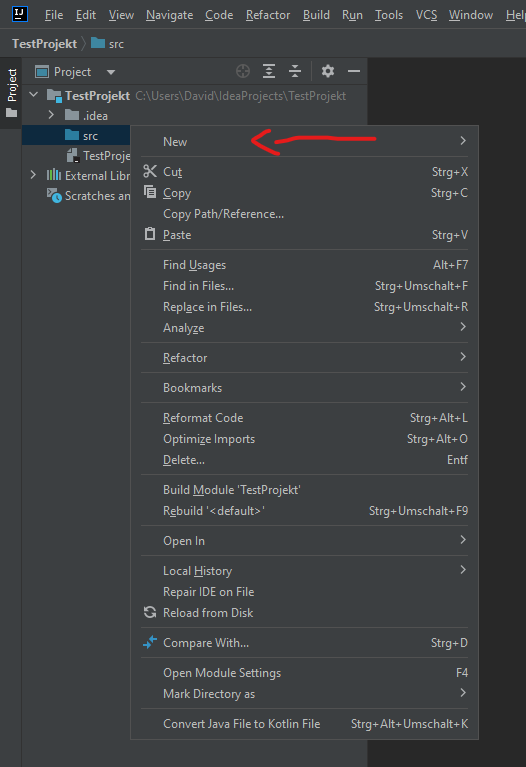 IJ File Edit View Navigate Code Refactor Build Run Tools VCS Window Hel
TestProjekt src
Project
Project
TestProjekt C:\Users\David\IdeaProjects\TestProjekt
.idea
src
TestProje
External Libr
Scratches an
New
Cut Strg+X
Copy Strg+C
Copy Path/Reference...
Paste Strg+V
Find Usages Alt+F7
Find in Files... Strg+Umschalt+F
Replace in Files... Strg+Umschalt+R
Analyze
Refactor
Bookmarks
Reformat Code Strg+Alt+L
Optimize Imports Strg+Alt+O
Delete... Entf
Build Module 'TestProjekt'
Rebuild '<default>' Strg+Umschalt+F9
Open In
Local History
Repair IDE on File
Reload from Disk
Compare With... Strg+D
Open Module Settings F4
Mark Directory as
Convert Java File to Kotlin File Strg+Alt+Umschalt+K